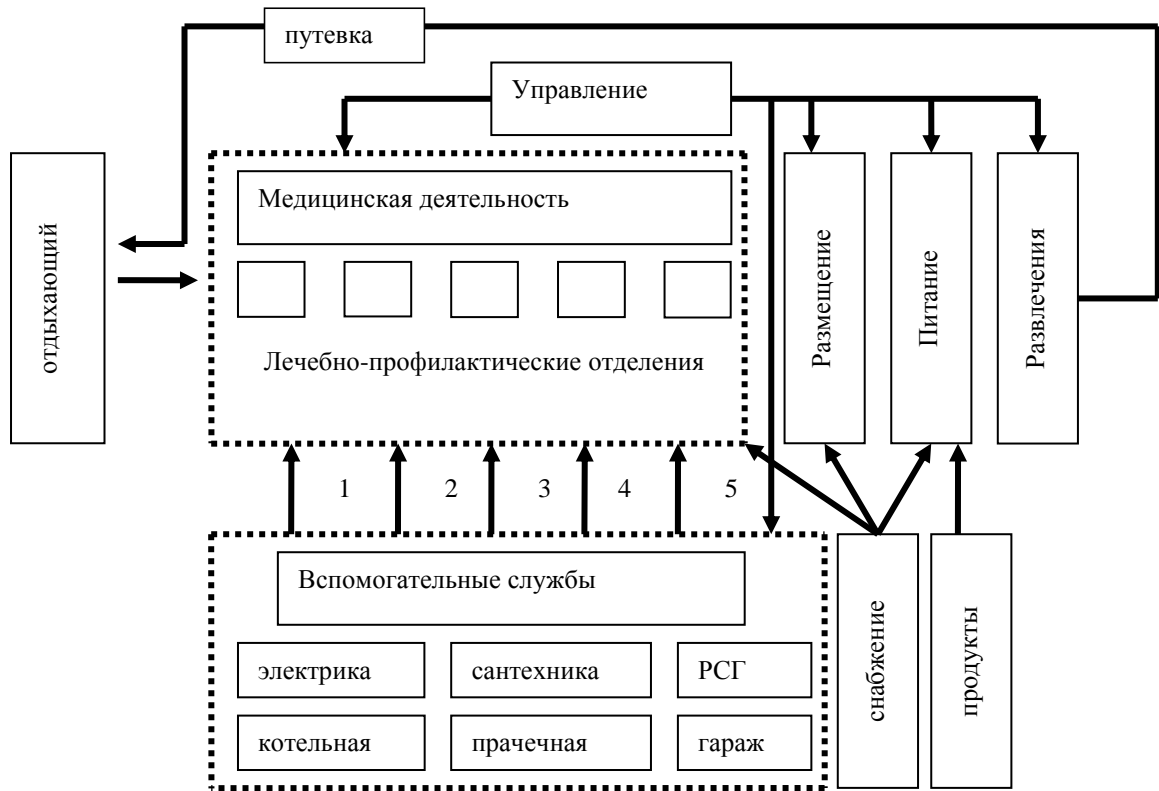 путевка
Управление
отдыхающий
Медицинская деятельность
Лечебно-профилактические отделения
Размещение
Питание
Развлечения
1 2 3 4 5
Вспомогательные службы
электрика сантехника РСГ
котельная прачечная гараж
снабжение
продукты